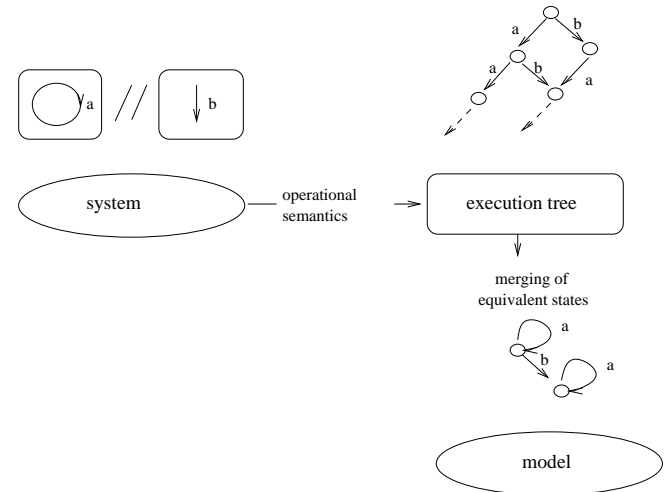 a
b
a
b
a
b
a
system
operational
semantics
execution tree
merging of
equivalent states
a
b
a
model